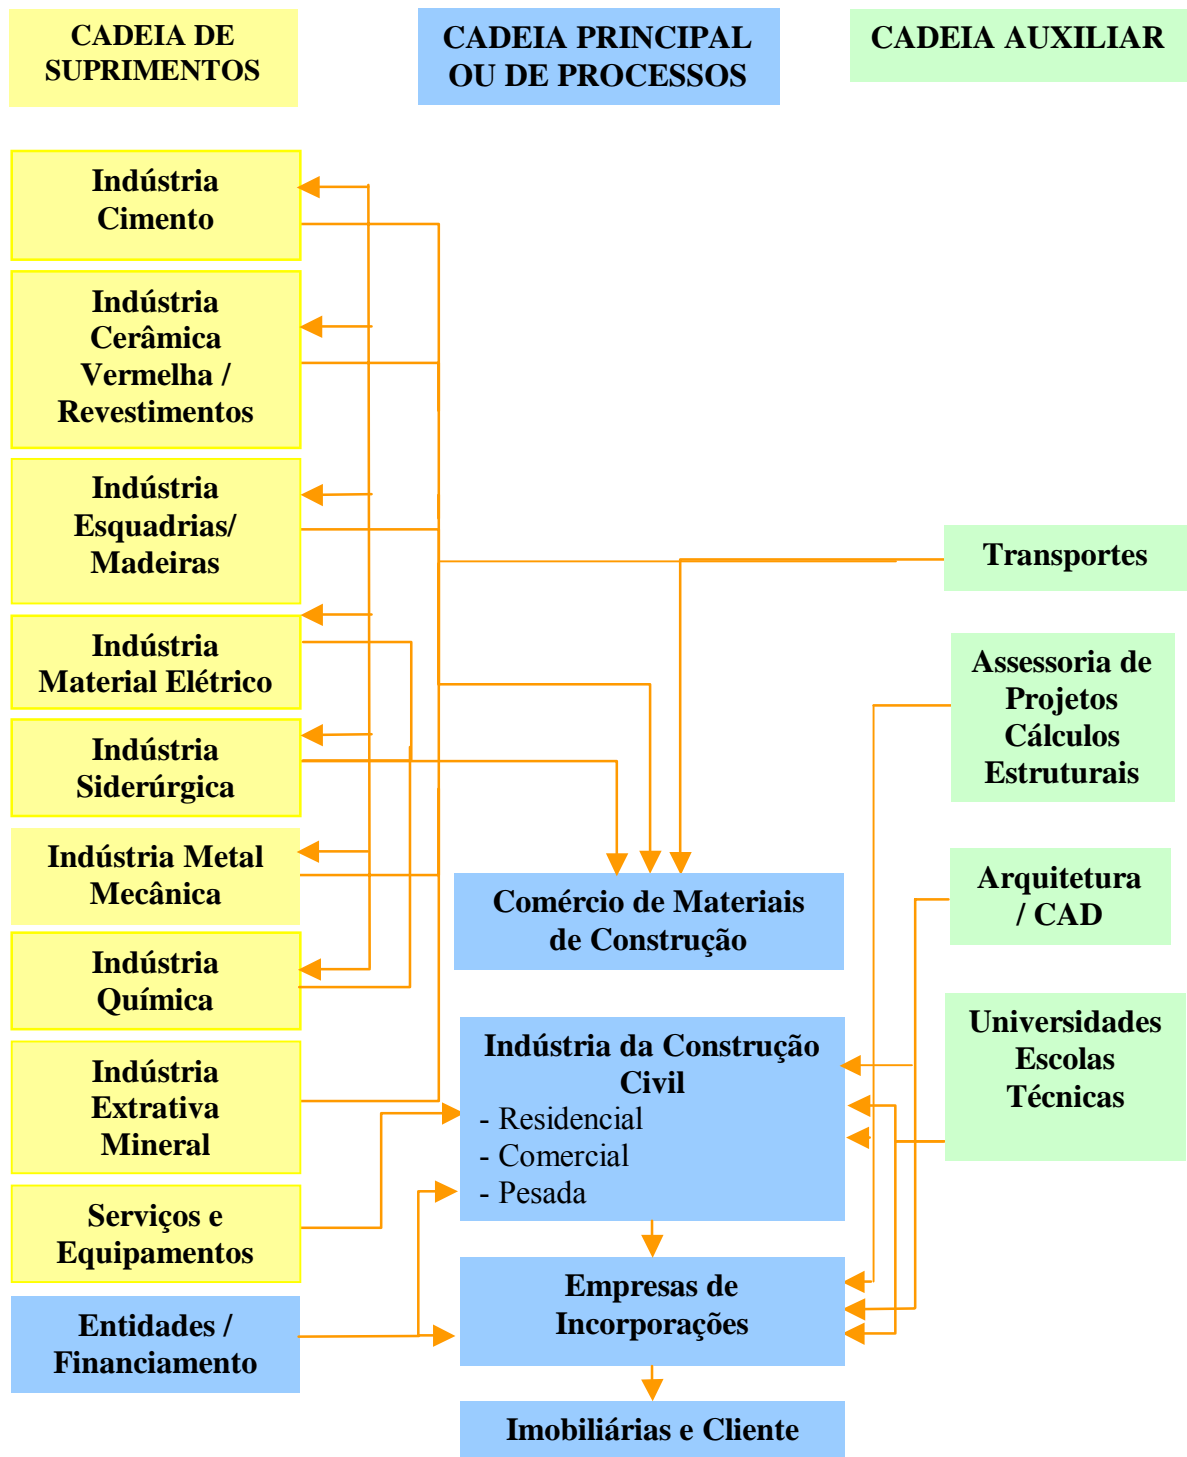 CADEIA DE
SUPRIMENTOS
CADEIA PRINCIPAL
OU DE PROCESSOS
CADEIA AUXILIAR
Indústria
Cimento
Indústria
Cerâmica
Vermelha /
Revestimentos
Indústria
Esquadrias/
Madeiras
Indústria
Material Elétrico
Indústria
Siderúrgica
Indústria Metal
Mecânica
Indústria
Química
Indústria
Extrativa
Mineral
Serviços e
Equipamentos
Entidades /
Financiamento
Comércio de Materiais
de Construção
Indústria da Construção
Civil
- Residencial
- Comercial
- Pesada
Empresas de
Incorporações
Imobiliárias e Cliente
Transportes
Assessoria de
Projetos
Cálculos
Estruturais
Arquitetura
/ CAD
Universidades
Escolas
Técnicas